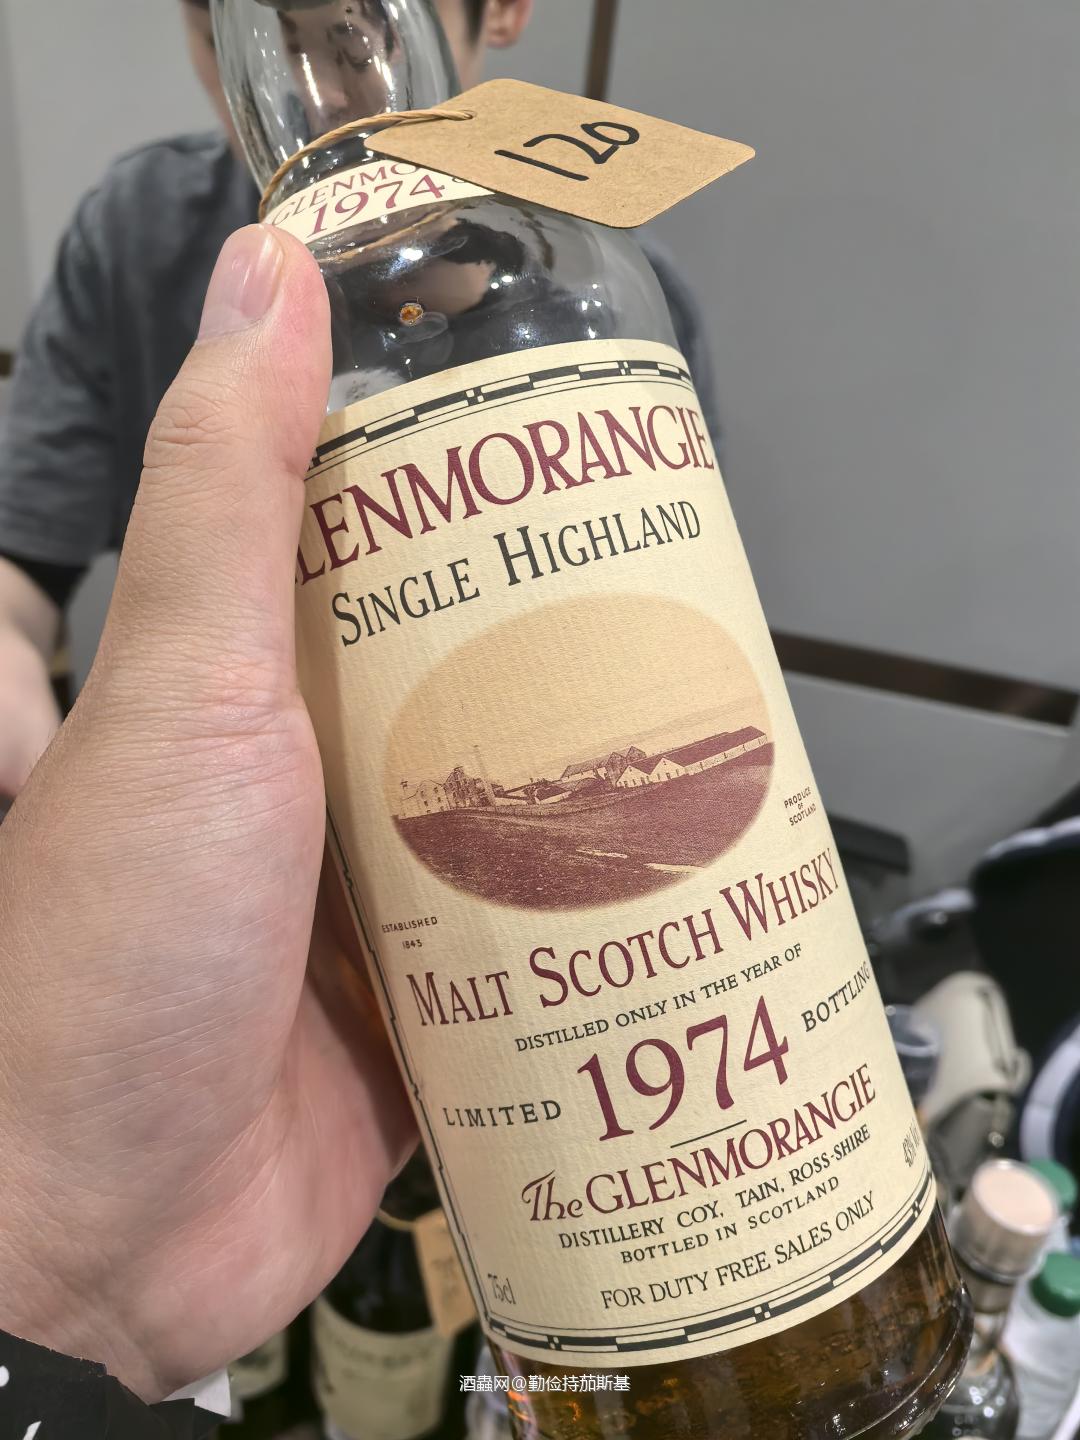 120
GLENMO
1974
GLENMORANGIE
SINGLE HIGHLAND
PRODUCE
OF
SCOTLAND
ESTABLISHED
1843
MALT SCOTCH WHISKY
DISTILLED ONLY IN THE YEAR OF
LIMITED 1974 BOTTLING
The GLENMORANGIE
DISTILLERY COY, TAIN, ROSS-SHIRE
BOTTLED IN SCOTLAND
75cl
FOR DUTY FREE SALES ONLY
酒蟲网@勤俭持茄斯基